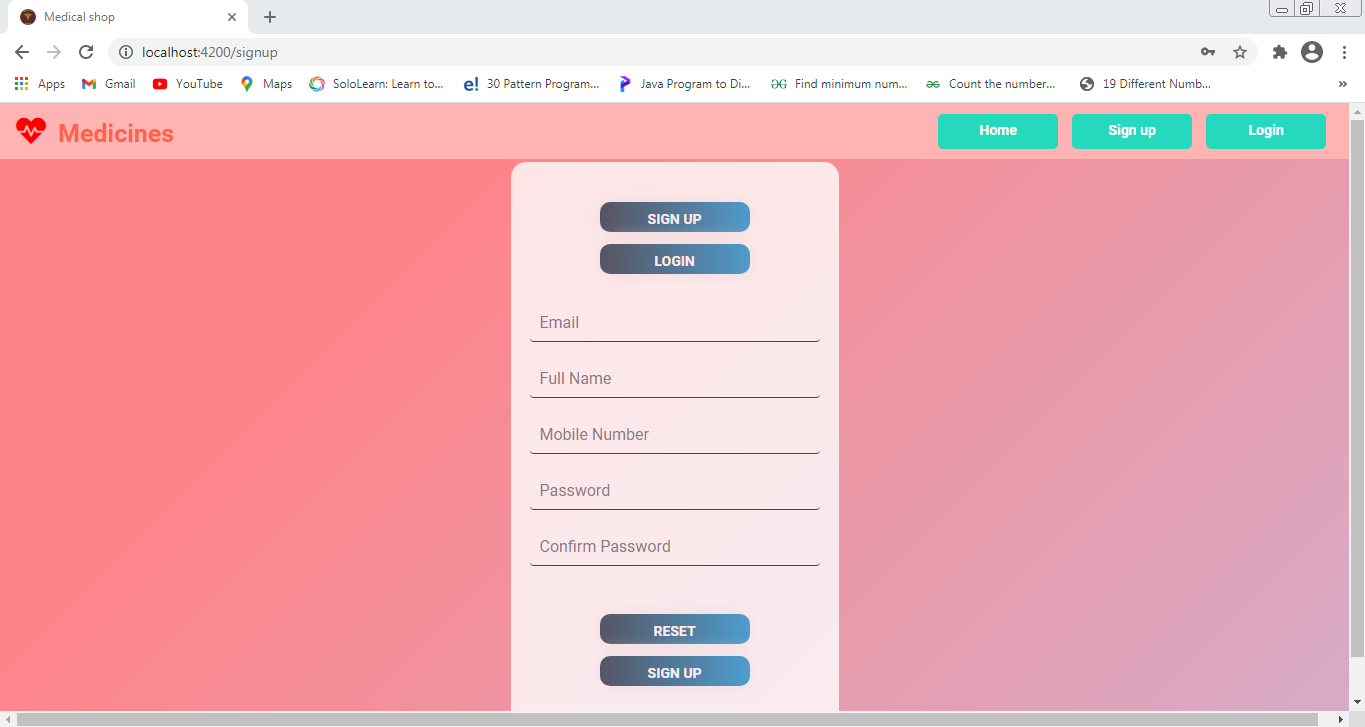 Medical shop
localhost:4200/signup
Apps Gmail YouTube Maps SoloLearn: Learn to... e! 30 Pattern Program... Java Program to Di... Find minimum num... Count the number... 19 Different Numb... »
Medicines Home Sign up Login
SIGN UP
LOGIN
Email
Full Name
Mobile Number
Password
Confirm Password
RESET
SIGN UP